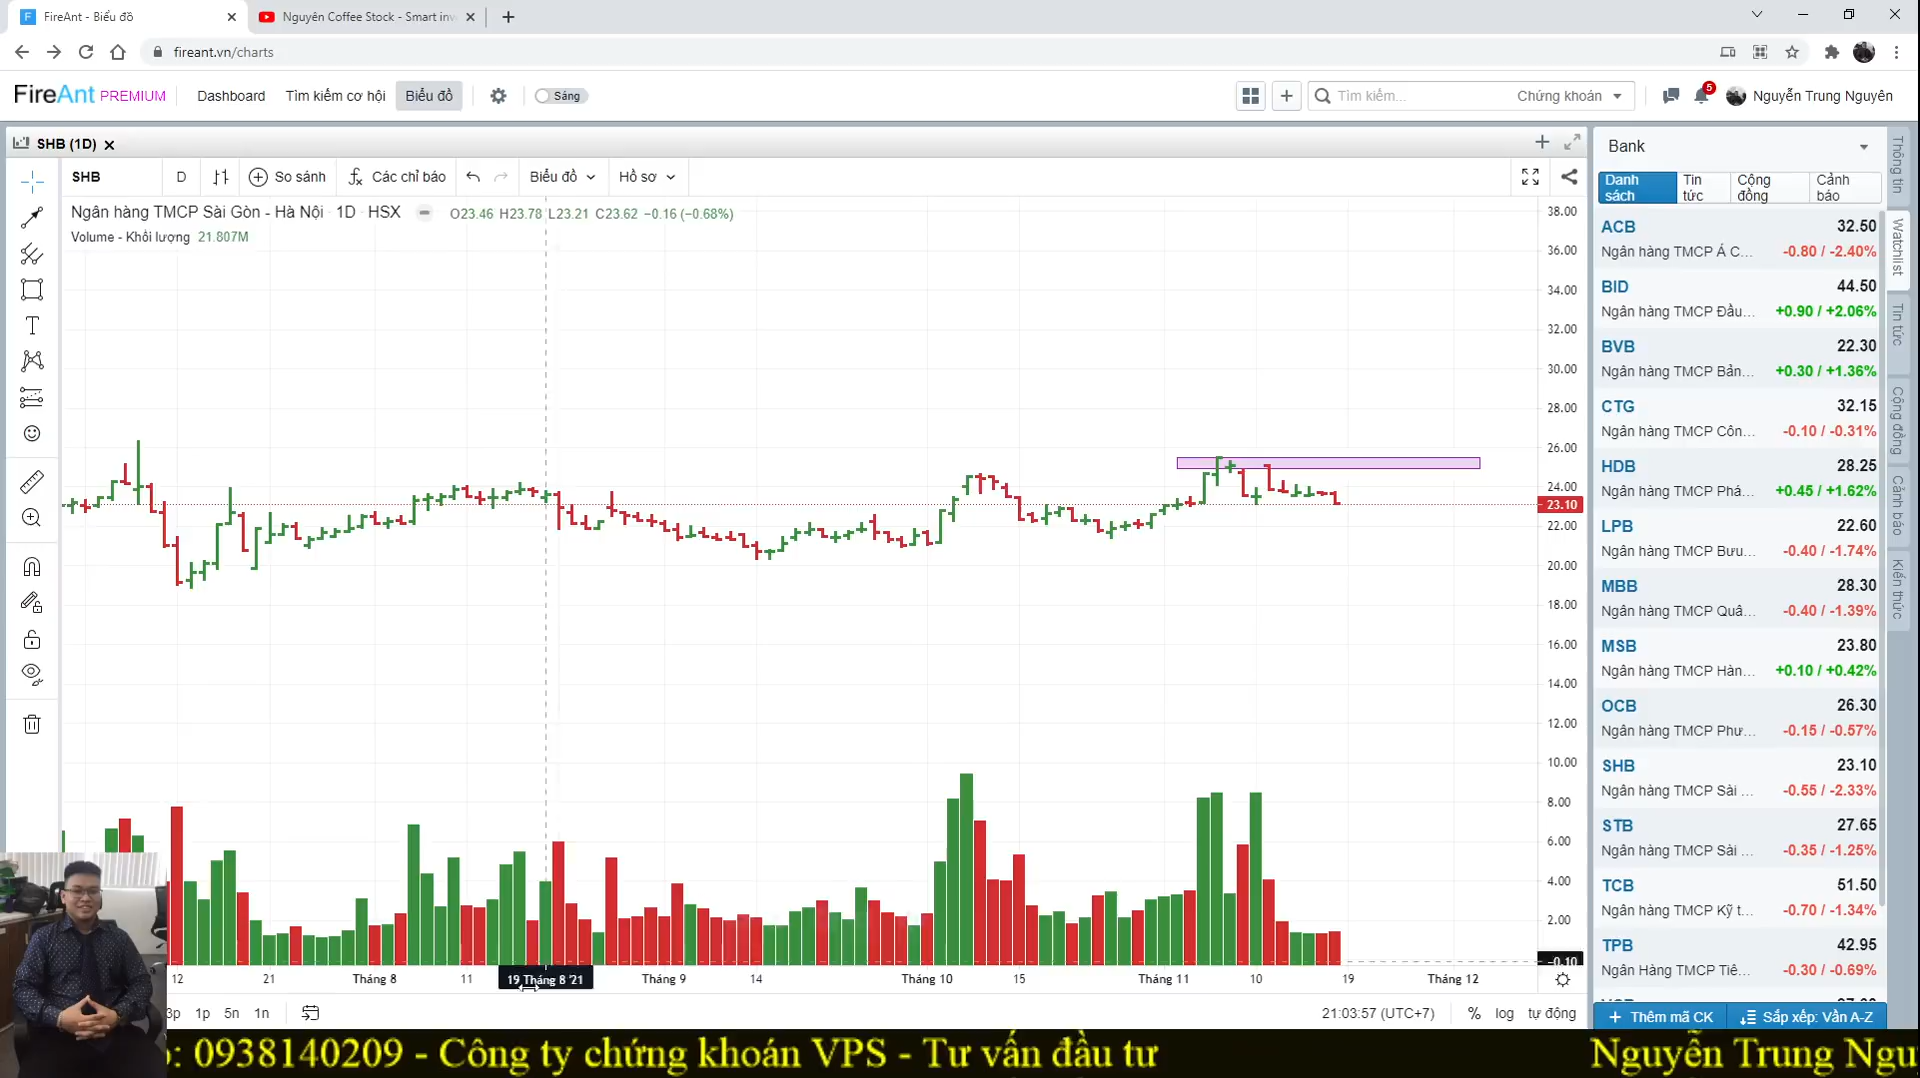 FireAnt - Biểu đồ
Nguyên Coffee Stock - Smart inv
fireant.vn/charts
FireAnt PREMIUM
Dashboard
Tìm kiếm cơ hội
Biểu đồ
Sáng
Tìm kiếm...
Chứng khoán
5
Nguyễn Trung Nguyên
SHB (1D)
SHB
D
So sánh
Các chỉ báo
Biểu đồ
Hồ sơ
Ngân hàng TMCP Sài Gòn - Hà Nội · 1D · HSX
O23.46 H23.78 L23.21 C23.62 −0.16 (−0.68%)
Volume - Khối lượng 21.807M
38.00
36.00
34.00
32.00
30.00
28.00
26.00
24.00
23.10
22.00
20.00
18.00
16.00
14.00
12.00
10.00
8.00
6.00
4.00
2.00
−0.10
12
21
Tháng 8
11
19 Tháng 8 '21
Tháng 9
14
Tháng 10
15
Tháng 11
10
19
Tháng 12
3p
1p
5n
1n
21:03:57 (UTC+7)
%
log
tự động
Bank
Danh sách
Tin tức
Cộng đồng
Cảnh báo
ACB 32.50
Ngân hàng TMCP Á C... -0.80 / -2.40%
BID 44.50
Ngân hàng TMCP Đầu... +0.90 / +2.06%
BVB 22.30
Ngân hàng TMCP Bản... +0.30 / +1.36%
CTG 32.15
Ngân hàng TMCP Côn... -0.10 / -0.31%
HDB 28.25
Ngân hàng TMCP Phá... +0.45 / +1.62%
LPB 22.60
Ngân hàng TMCP Bưu... -0.40 / -1.74%
MBB 28.30
Ngân hàng TMCP Quâ... -0.40 / -1.39%
MSB 23.80
Ngân hàng TMCP Hàn... +0.10 / +0.42%
OCB 26.30
Ngân hàng TMCP Phư... -0.15 / -0.57%
SHB 23.10
Ngân hàng TMCP Sài ... -0.55 / -2.33%
STB 27.65
Ngân hàng TMCP Sài ... -0.35 / -1.25%
TCB 51.50
Ngân hàng TMCP Kỹ t... -0.70 / -1.34%
TPB 42.95
Ngân Hàng TMCP Tiê... -0.30 / -0.69%
Thêm mã CK
Sắp xếp: Vần A-Z
Thông tin
Watchlist
Tin tức
Cộng đồng
Cảnh báo
Kiến thức
o: 0938140209 - Công ty chứng khoán VPS - Tư vấn đầu tư
Nguyễn Trung Ngu